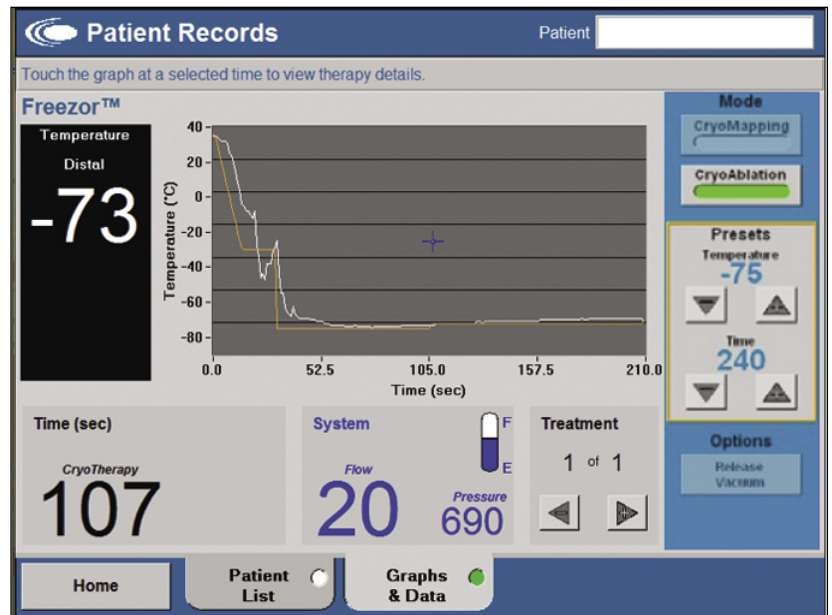 Patient Records
Patient
Touch the graph at a selected time to view therapy details.
Freezor™
Temperature
Distal
-73
Temperature (°C)
40
20
0
-20
-40
-60
-80
0.0 52.5 105.0 157.5 210.0
Time (sec)
Mode
CryoMapping
CryoAblation
Presets
Temperature
-75
Time
240
Options
Release
Vacuum
Time (sec)
CryoTherapy
107
System
F
E
Flow
20
Pressure
690
Treatment
1 of 1
Home
Patient
List
Graphs
& Data